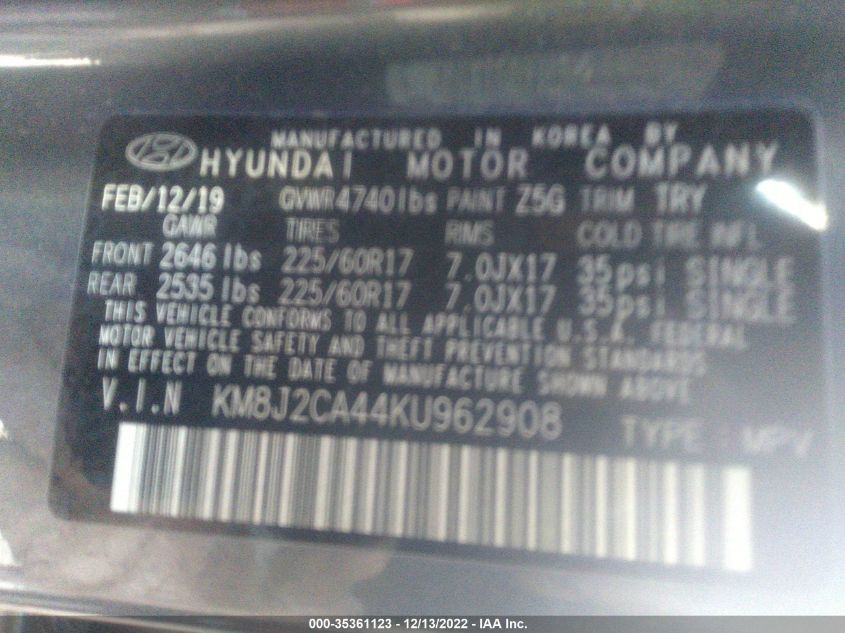 MANUFACTURED IN KOREA BY
HYUNDAI MOTOR COMPANY
FEB/12/19 GVWR 4740lbs PAINT Z5G TRIM TRY
GAWR TIRES RIMS COLD TIRE INFL
FRONT 2646 lbs 225/60R17 7.0JX17 35psi SINGLE
REAR 2535 lbs 225/60R17 7.0JX17 35psi SINGLE
THIS VEHICLE CONFORMS TO ALL APPLICABLE U.S.A. FEDERAL
MOTOR VEHICLE SAFETY AND THEFT PREVENTION STANDARDS
IN EFFECT ON THE DATE OF MANUFACTURE SHOWN ABOVE
V.I.N KM8J2CA44KU962908 TYPE : MPV
000-35361123 - 12/13/2022 - IAA Inc.